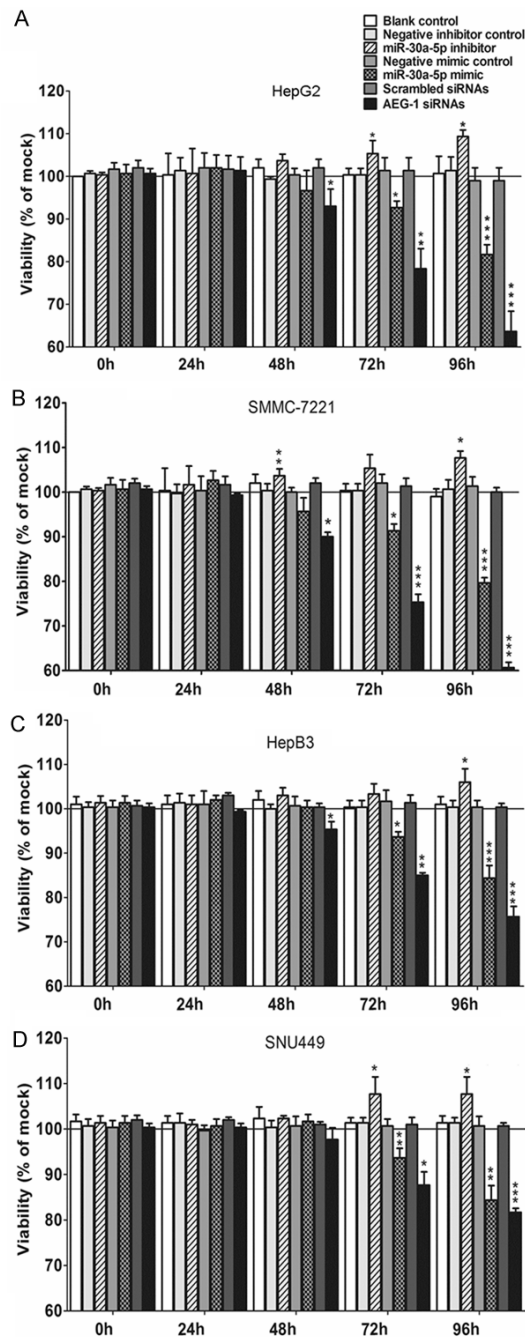 A
Blank control
Negative inhibitor control
miR-30a-5p inhibitor
Negative mimic control
miR-30a-5p mimic
Scrambled siRNAs
AEG-1 siRNAs
HepG2
Viability (% of mock)
120
110
100
90
80
70
60
* * ** * * *** * ***
0h 24h 48h 72h 96h
B
SMMC-7221
Viability (% of mock)
120
110
100
90
80
70
60
** * * *** * *** ***
0h 24h 48h 72h 96h
C
HepB3
Viability (% of mock)
120
110
100
90
80
70
60
* * ** * *** ***
0h 24h 48h 72h 96h
D
SNU449
Viability (% of mock)
120
110
100
90
80
70
60
* ** * * ** ***
0h 24h 48h 72h 96h